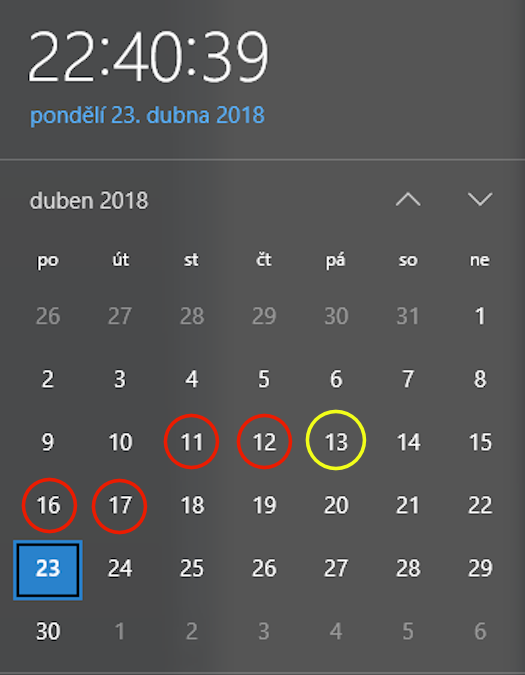 22:40:39
pondělí 23. dubna 2018
duben 2018
po út st čt pá so ne
26 27 28 29 30 31 1
2 3 4 5 6 7 8
9 10 11 12 13 14 15
16 17 18 19 20 21 22
23 24 25 26 27 28 29
30 1 2 3 4 5 6